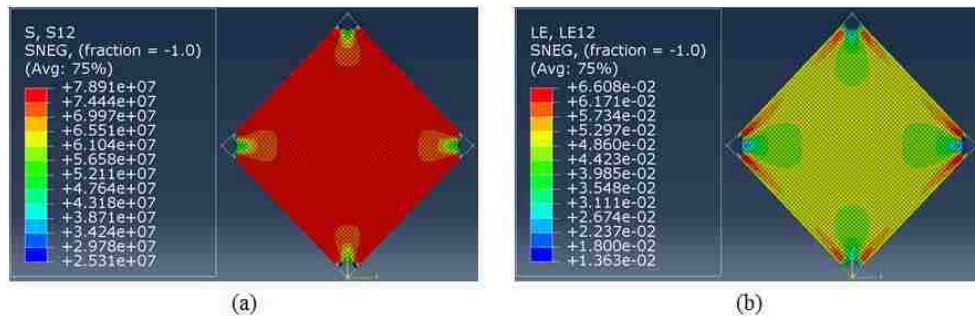 S, S12
SNEG, (fraction = -1.0)
(Avg: 75%)
+7.891e+07
+7.444e+07
+6.997e+07
+6.551e+07
+6.104e+07
+5.658e+07
+5.211e+07
+4.764e+07
+4.318e+07
+3.871e+07
+3.424e+07
+2.978e+07
+2.531e+07
LE, LE12
SNEG, (fraction = -1.0)
(Avg: 75%)
+6.608e-02
+6.171e-02
+5.734e-02
+5.297e-02
+4.860e-02
+4.423e-02
+3.985e-02
+3.548e-02
+3.111e-02
+2.674e-02
+2.237e-02
+1.800e-02
+1.363e-02
(a)
(b)